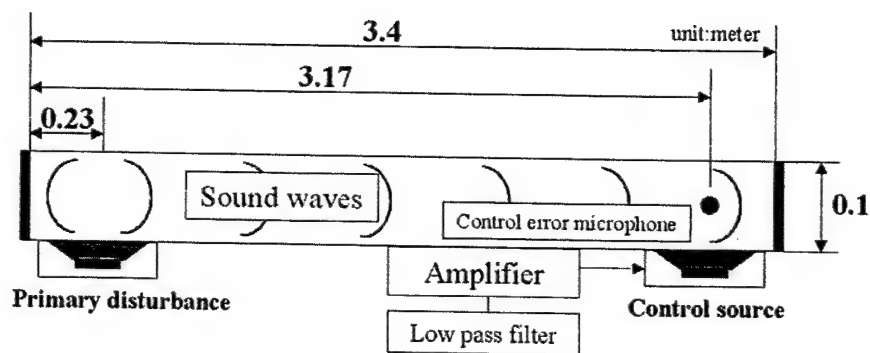 3.4
unit:meter
3.17
0.23
Sound waves
Control error microphone
0.1
Amplifier
Primary disturbance
Control source
Low pass filter